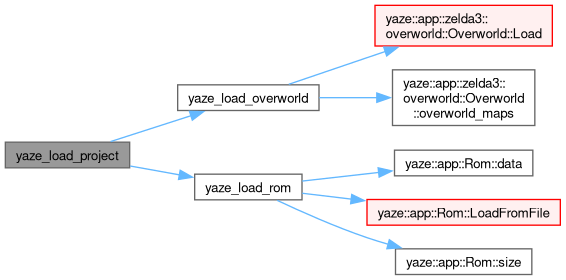 yaze_load_project
yaze_load_overworld
yaze_load_rom
yaze::app::zelda3::
overworld::Overworld::Load
yaze::app::zelda3::
overworld::Overworld
::overworld_maps
yaze::app::Rom::data
yaze::app::Rom::LoadFromFile
yaze::app::Rom::size